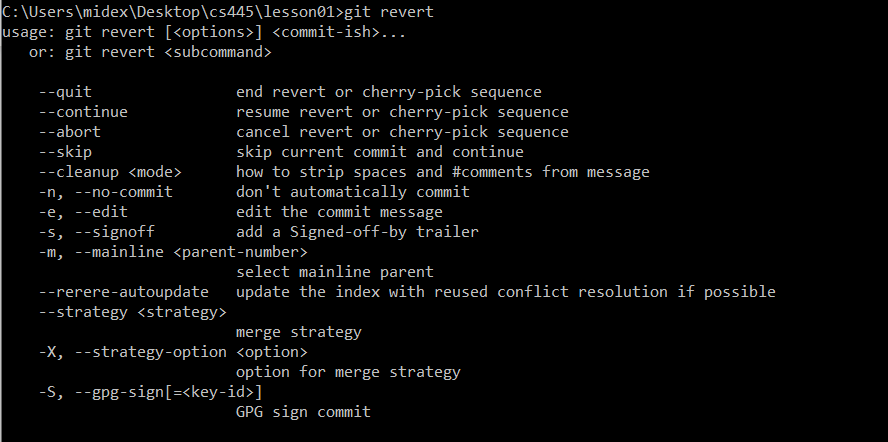 C:\Users\midex\Desktop\cs445\lesson01>git revert
usage: git revert [<options>] <commit-ish>...
   or: git revert <subcommand>

    --quit                end revert or cherry-pick sequence
    --continue            resume revert or cherry-pick sequence
    --abort               cancel revert or cherry-pick sequence
    --skip                skip current commit and continue
    --cleanup <mode>      how to strip spaces and #comments from message
    -n, --no-commit       don't automatically commit
    -e, --edit            edit the commit message
    -s, --signoff         add a Signed-off-by trailer
    -m, --mainline <parent-number>
                          select mainline parent
    --rerere-autoupdate   update the index with reused conflict resolution if possible
    --strategy <strategy>
                          merge strategy
    -X, --strategy-option <option>
                          option for merge strategy
    -S, --gpg-sign[=<key-id>]
                          GPG sign commit